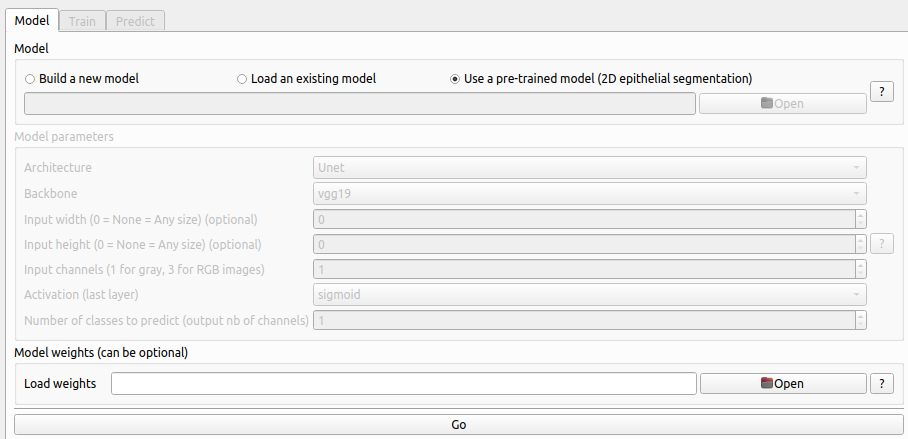 Model Train Predict
Model
Build a new model Load an existing model Use a pre-trained model (2D epithelial segmentation)
?
Open
Model parameters
Architecture Unet
Backbone vgg19
Input width (0 = None = Any size) (optional) 0
Input height (0 = None = Any size) (optional) 0 ?
Input channels (1 for gray, 3 for RGB images) 1
Activation (last layer) sigmoid
Number of classes to predict (output nb of channels) 1
Model weights (can be optional)
Load weights Open ?
Go